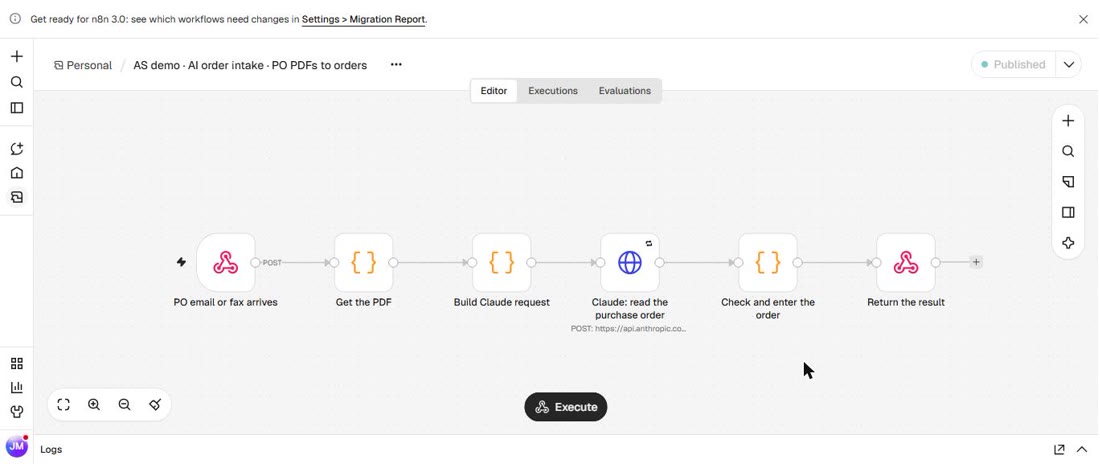 Get ready for n8n 3.0: see which workflows need changes in Settings > Migration Report.
Personal / AS demo · AI order intake · PO PDFs to orders ...
Published
Editor Executions Evaluations
POST
PO email or fax arrives
Get the PDF
Build Claude request
Claude: read the
purchase order
POST: https://api.anthropic.co...
Check and enter the
order
Return the result
Execute
JM
Logs